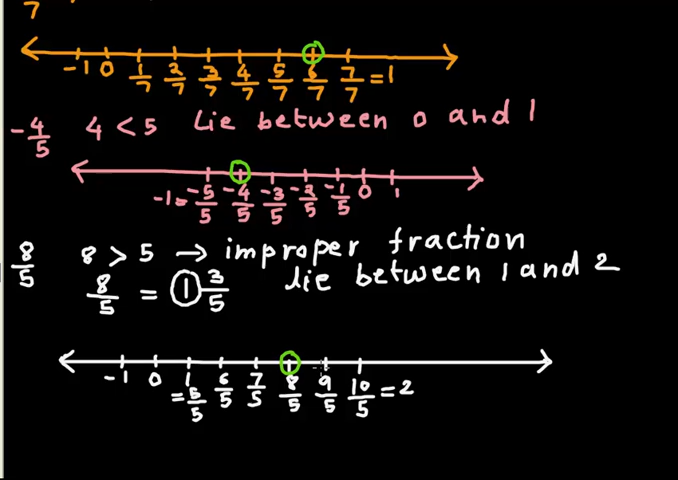 7
-1 0 1/7 2/7 3/7 4/7 5/7 6/7 7/7 = 1
-4/5 4 < 5 Lie between 0 and 1
-1 = -5/5 -4/5 -3/5 -2/5 -1/5 0 1
8/5 8 > 5 → improper fraction
8/5 = 1 3/5 lie between 1 and 2
-1 0 1 = 5/5 6/5 7/5 8/5 9/5 10/5 = 2